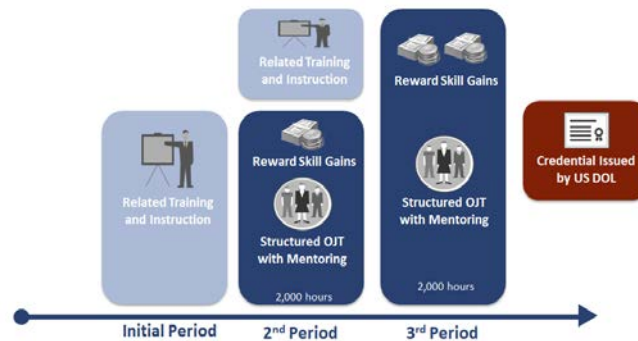 Related Training
and Instruction
Initial Period
Related Training
and Instruction
Reward Skill Gains
Structured OJT
with Mentoring
2,000 hours
2nd Period
Reward Skill Gains
Structured OJT
with Mentoring
2,000 hours
3rd Period
Credential Issued
by US DOL